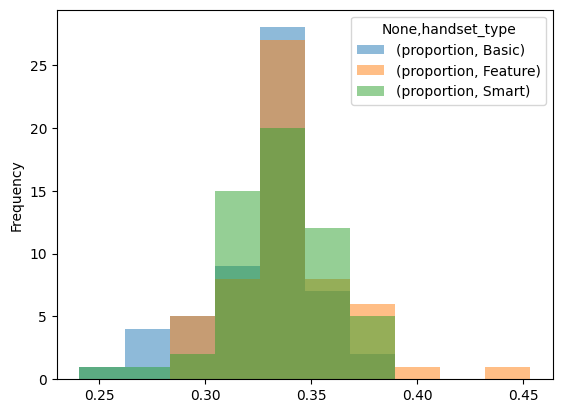 None,handset_type
(proportion, Basic)
(proportion, Feature)
(proportion, Smart)
Frequency
25
20
15
10
5
0
0.25 0.30 0.35 0.40 0.45